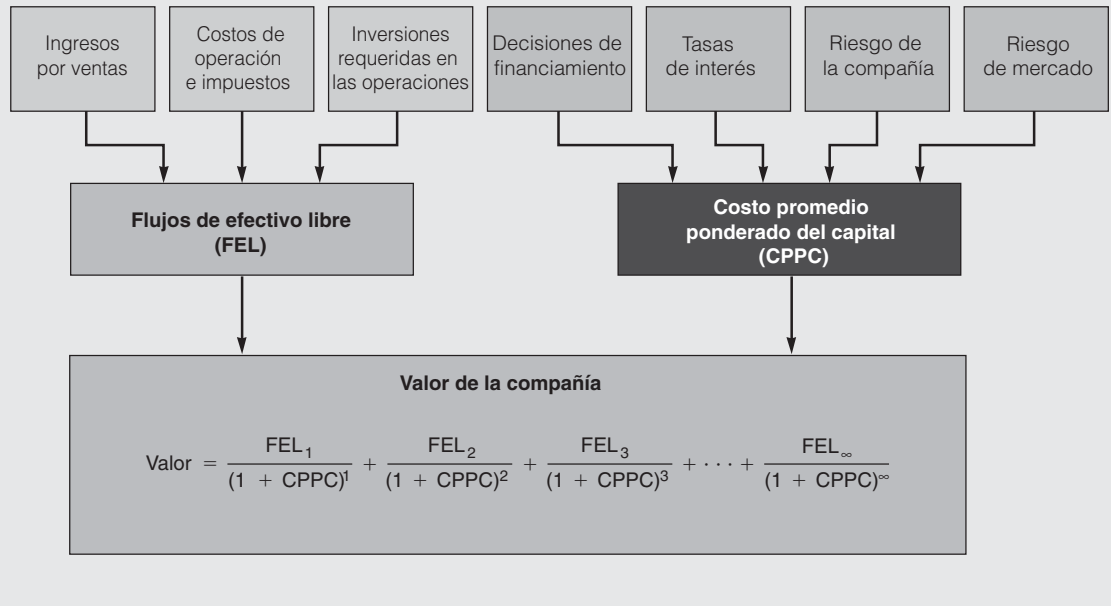 Ingresos
por ventas
Costos de
operación
e impuestos
Inversiones
requeridas en
las operaciones
Decisiones de
financiamiento
Tasas
de interés
Riesgo de
la compañía
Riesgo
de mercado
Flujos de efectivo libre
(FEL)
Costo promedio
ponderado del capital
(CPPC)
Valor de la compañía
Valor = FEL₁/(1 + CPPC)¹ + FEL₂/(1 + CPPC)² + FEL₃/(1 + CPPC)³ + · · · + FEL∞/(1 + CPPC)∞